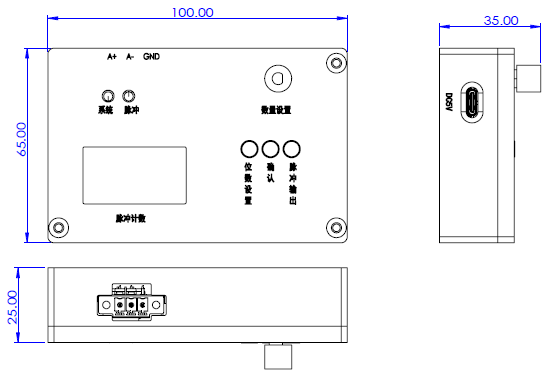 100.00
35.00
A+ A- GND
系统 脉冲
数量设置
DC5V
65.00
位数设置
确认
脉冲输出
脉冲计数
25.00